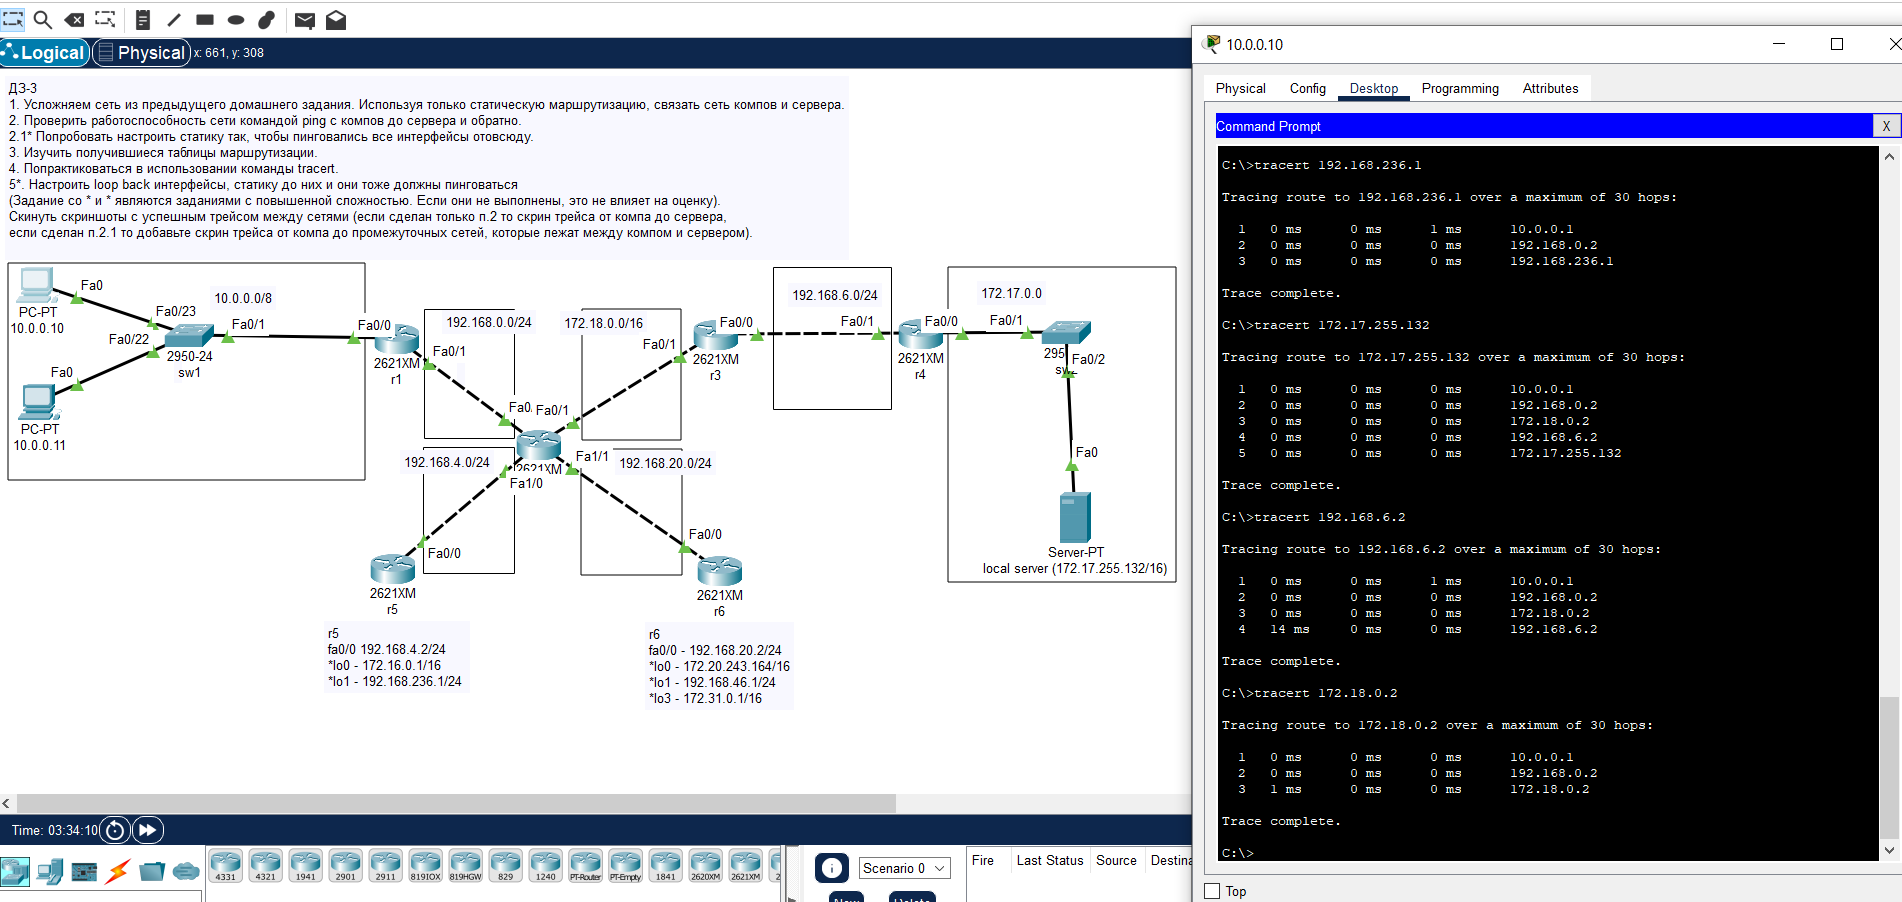 Logical
Physical
x: 661, y: 308
ДЗ-3
1. Усложняем сеть из предыдущего домашнего задания. Используя только статическую маршрутизацию, связать сеть компов и сервера.
2. Проверить работоспособность сети командой ping с компов до сервера и обратно.
2.1* Попробовать настроить статику так, чтобы пинговались все интерфейсы отовсюду.
3. Изучить получившиеся таблицы маршрутизации.
4. Попрактиковаться в использовании команды tracert.
5*. Настроить loop back интерфейсы, статику до них и они тоже должны пинговаться
(Задание со * и * являются заданиями с повышенной сложностью. Если они не выполнены, это не влияет на оценку).
Скинуть скриншоты с успешным трейсом между сетями (если сделан только п.2 то скрин трейса от компа до сервера,
если сделан п.2.1 то добавьте скрин трейса от компа до промежуточных сетей, которые лежат между компом и сервером).
Fa0
PC-PT
10.0.0.10
Fa0/23
10.0.0.0/8
Fa0/1
Fa0/22
2950-24
sw1
Fa0
PC-PT
10.0.0.11
Fa0/0
2621XM
r1
Fa0/1
192.168.0.0/24
172.18.0.0/16
Fa0/0
Fa0/1
2621XM
r3
192.168.6.0/24
Fa0/1
Fa0/0
2621XM
r4
172.17.0.0
Fa0/1
Fa0/2
Fa0
Server-PT
local server (172.17.255.132/16)
Fa0/1
2621XM
192.168.4.0/24
Fa1/0
Fa1/1
192.168.20.0/24
Fa0/0
2621XM
r5
Fa0/0
2621XM
r6
r5
fa0/0 192.168.4.2/24
*lo0 - 172.16.0.1/16
*lo1 - 192.168.236.1/24
r6
fa0/0 - 192.168.20.2/24
*lo0 - 172.20.243.164/16
*lo1 - 192.168.46.1/24
*lo3 - 172.31.0.1/16
Time: 03:34:10
4331
4321
1941
2901
2911
819IOX
819HGW
829
1240
PT-Router
PT-Empty
1841
2620XM
2621XM
Scenario 0
Fire
Last Status
Source
10.0.0.10
Physical
Config
Desktop
Programming
Attributes
Command Prompt
X
C:\>tracert 192.168.236.1
Tracing route to 192.168.236.1 over a maximum of 30 hops:
1 0 ms 0 ms 1 ms 10.0.0.1
2 0 ms 0 ms 0 ms 192.168.0.2
3 0 ms 0 ms 0 ms 192.168.236.1
Trace complete.
C:\>tracert 172.17.255.132
Tracing route to 172.17.255.132 over a maximum of 30 hops:
1 0 ms 0 ms 0 ms 10.0.0.1
2 0 ms 0 ms 0 ms 192.168.0.2
3 0 ms 0 ms 0 ms 172.18.0.2
4 0 ms 0 ms 0 ms 192.168.6.2
5 0 ms 0 ms 0 ms 172.17.255.132
Trace complete.
C:\>tracert 192.168.6.2
Tracing route to 192.168.6.2 over a maximum of 30 hops:
1 0 ms 0 ms 1 ms 10.0.0.1
2 0 ms 0 ms 0 ms 192.168.0.2
3 0 ms 0 ms 0 ms 172.18.0.2
4 14 ms 0 ms 0 ms 192.168.6.2
Trace complete.
C:\>tracert 172.18.0.2
Tracing route to 172.18.0.2 over a maximum of 30 hops:
1 0 ms 0 ms 0 ms 10.0.0.1
2 0 ms 0 ms 0 ms 192.168.0.2
3 1 ms 0 ms 0 ms 172.18.0.2
Trace complete.
C:\>
Top